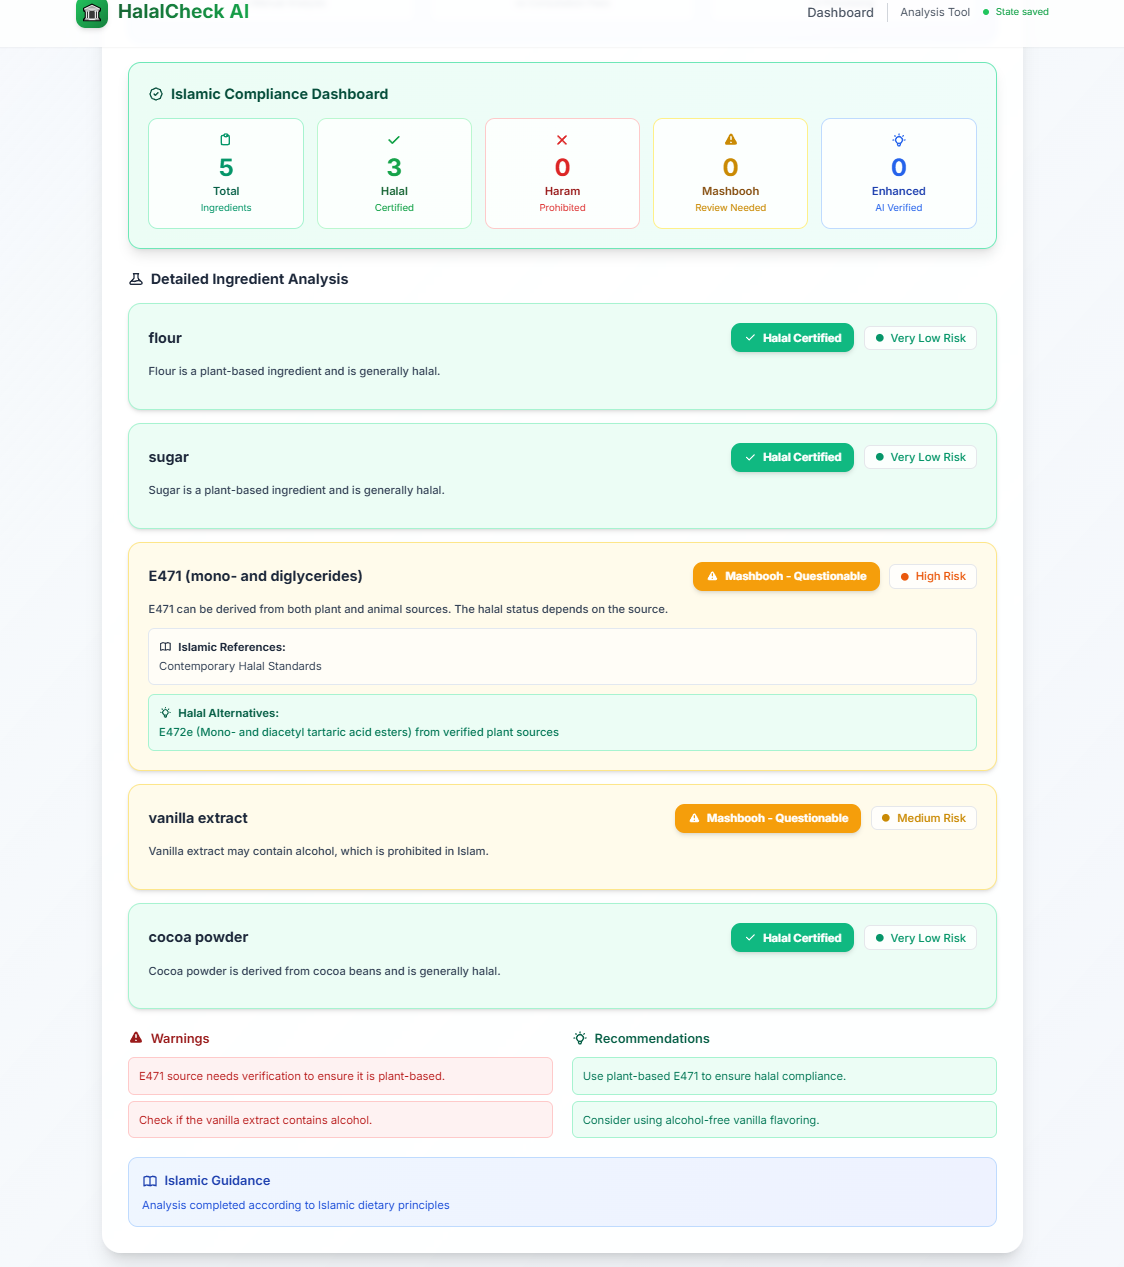 HalalCheck AI
Dashboard
Analysis Tool
State saved
Islamic Compliance Dashboard
5
Total
Ingredients
3
Halal
Certified
0
Haram
Prohibited
0
Mashbooh
Review Needed
0
Enhanced
AI Verified
Detailed Ingredient Analysis
flour
Halal Certified
Very Low Risk
Flour is a plant-based ingredient and is generally halal.
sugar
Halal Certified
Very Low Risk
Sugar is a plant-based ingredient and is generally halal.
E471 (mono- and diglycerides)
Mashbooh - Questionable
High Risk
E471 can be derived from both plant and animal sources. The halal status depends on the source.
Islamic References:
Contemporary Halal Standards
Halal Alternatives:
E472e (Mono- and diacetyl tartaric acid esters) from verified plant sources
vanilla extract
Mashbooh - Questionable
Medium Risk
Vanilla extract may contain alcohol, which is prohibited in Islam.
cocoa powder
Halal Certified
Very Low Risk
Cocoa powder is derived from cocoa beans and is generally halal.
Warnings
E471 source needs verification to ensure it is plant-based.
Check if the vanilla extract contains alcohol.
Recommendations
Use plant-based E471 to ensure halal compliance.
Consider using alcohol-free vanilla flavoring.
Islamic Guidance
Analysis completed according to Islamic dietary principles